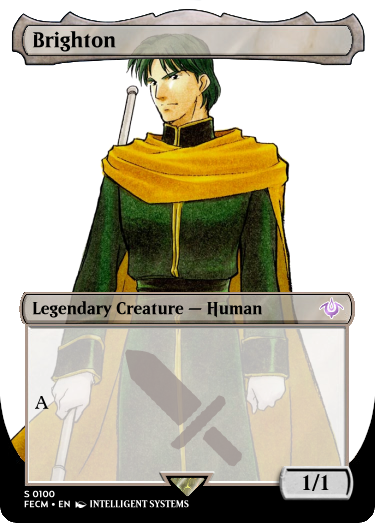 Brighton
Legendary Creature — Human
A
1/1
S 0100
FECM • EN INTELLIGENT SYSTEMS